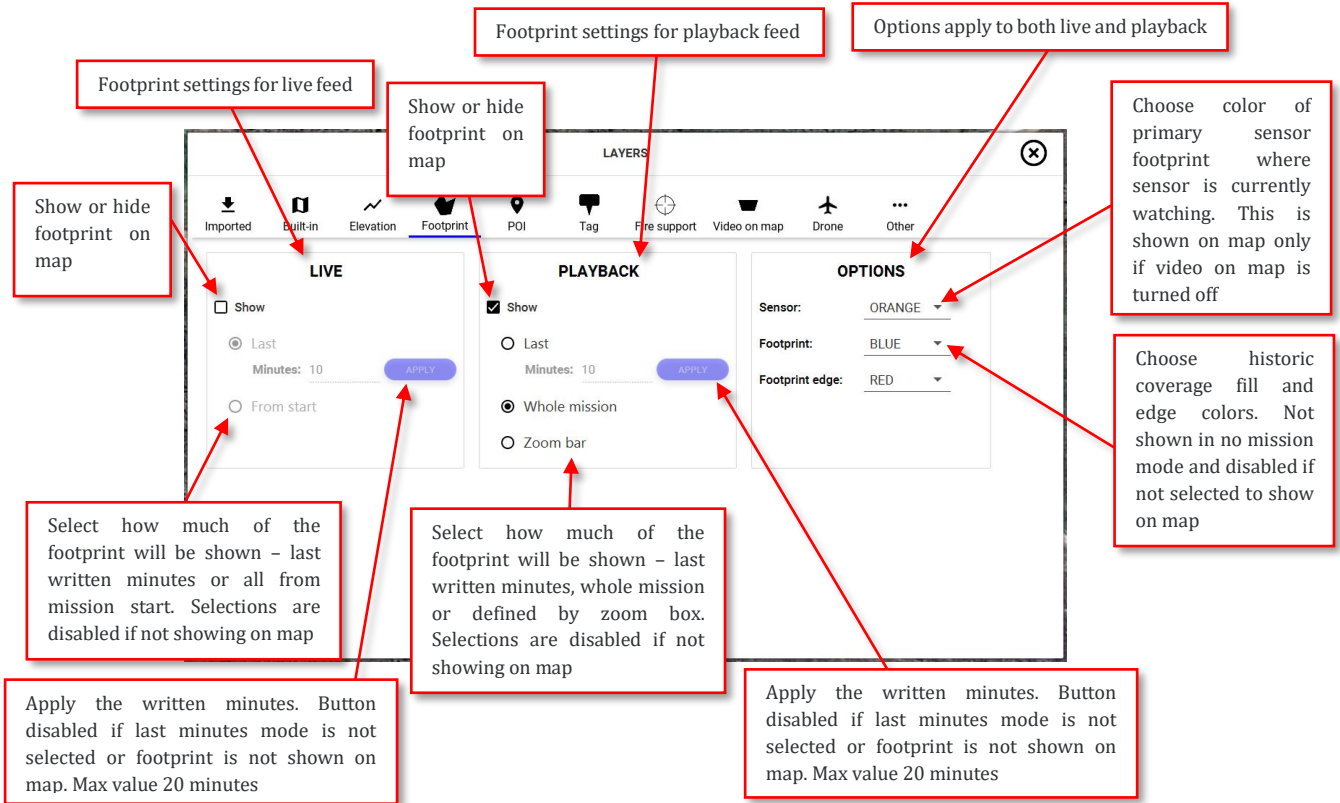 Footprint settings for playback feed
Options apply to both live and playback
Footprint settings for live feed
Show or hide
footprint on
map
Choose color of
primary sensor
footprint where
sensor is currently
watching. This is
shown on map only
if video on map is
turned off
Show or hide
footprint on
map
LAYERS
Imported
Built-in
Elevation
Footprint
POI
Tag
Fire support
Video on map
Drone
Other
LIVE
Show
Last
Minutes: 10
APPLY
From start
PLAYBACK
Show
Last
Minutes: 10
APPLY
Whole mission
Zoom bar
OPTIONS
Sensor: ORANGE
Footprint: BLUE
Footprint edge: RED
Choose historic
coverage fill and
edge colors. Not
shown in no mission
mode and disabled if
not selected to show
on map
Select how much of the
footprint will be shown – last
written minutes or all from
mission start. Selections are
disabled if not showing on map
Select how much of the
footprint will be shown – last
written minutes, whole mission
or defined by zoom box.
Selections are disabled if not
showing on map
Apply the written minutes. Button
disabled if last minutes mode is not
selected or footprint is not shown on
map. Max value 20 minutes
Apply the written minutes. Button
disabled if last minutes mode is not
selected or footprint is not shown on
map. Max value 20 minutes